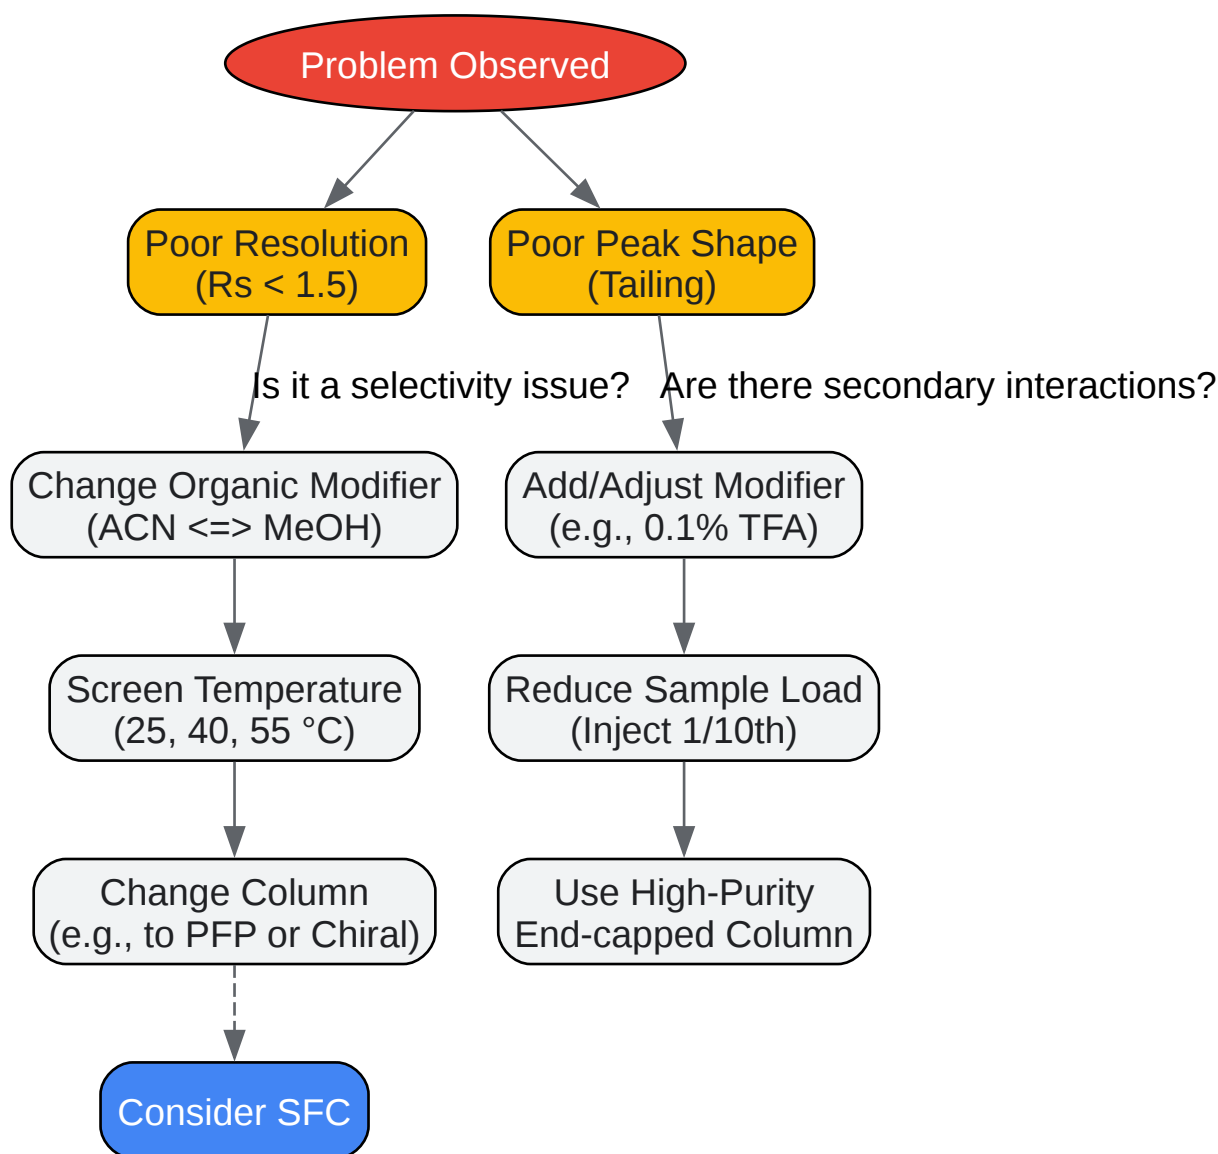 Problem Observed
Poor Resolution
(Rs < 1.5)
Poor Peak Shape
(Tailing)
Is it a selectivity issue?
Are there secondary interactions?
Change Organic Modifier
(ACN <=> MeOH)
Add/Adjust Modifier
(e.g., 0.1% TFA)
Screen Temperature
(25, 40, 55 °C)
Reduce Sample Load
(Inject 1/10th)
Change Column
(e.g., to PFP or Chiral)
Use High-Purity
End-capped Column
Consider SFC